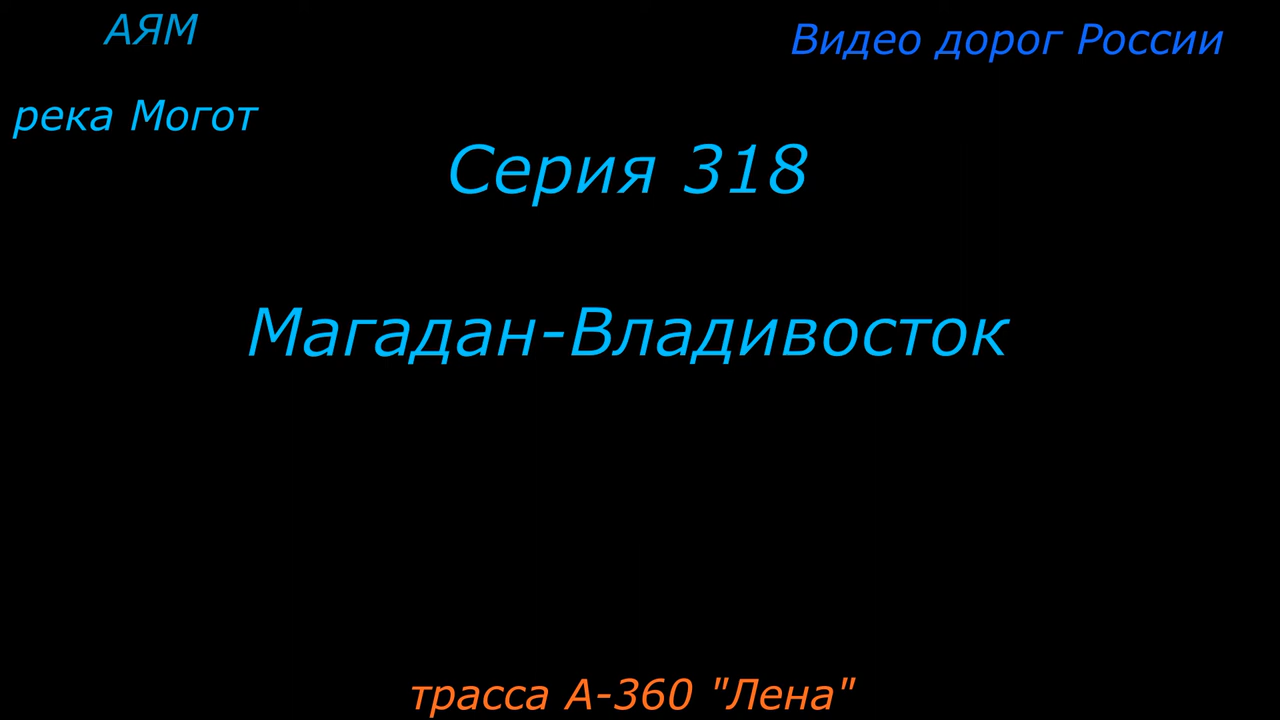 АЯМ
Видео дорог России
река Могот
Серия 318
Магадан-Владивосток
трасса А-360 "Лена"